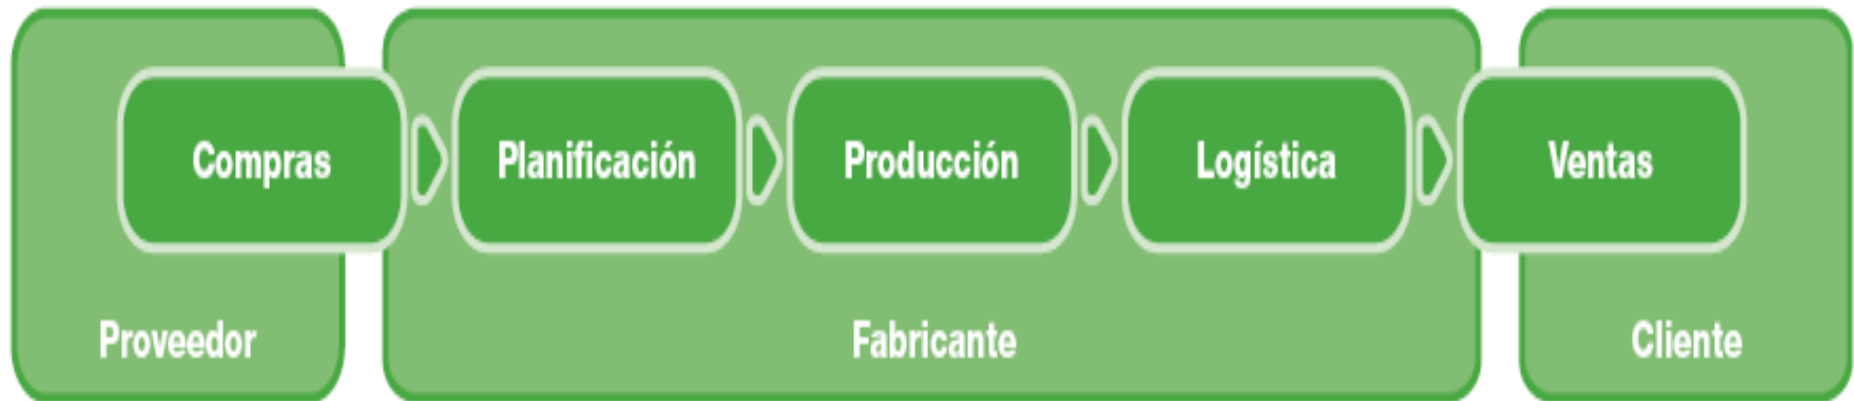 Compras
Planificación
Producción
Logística
Ventas
Proveedor
Fabricante
Cliente